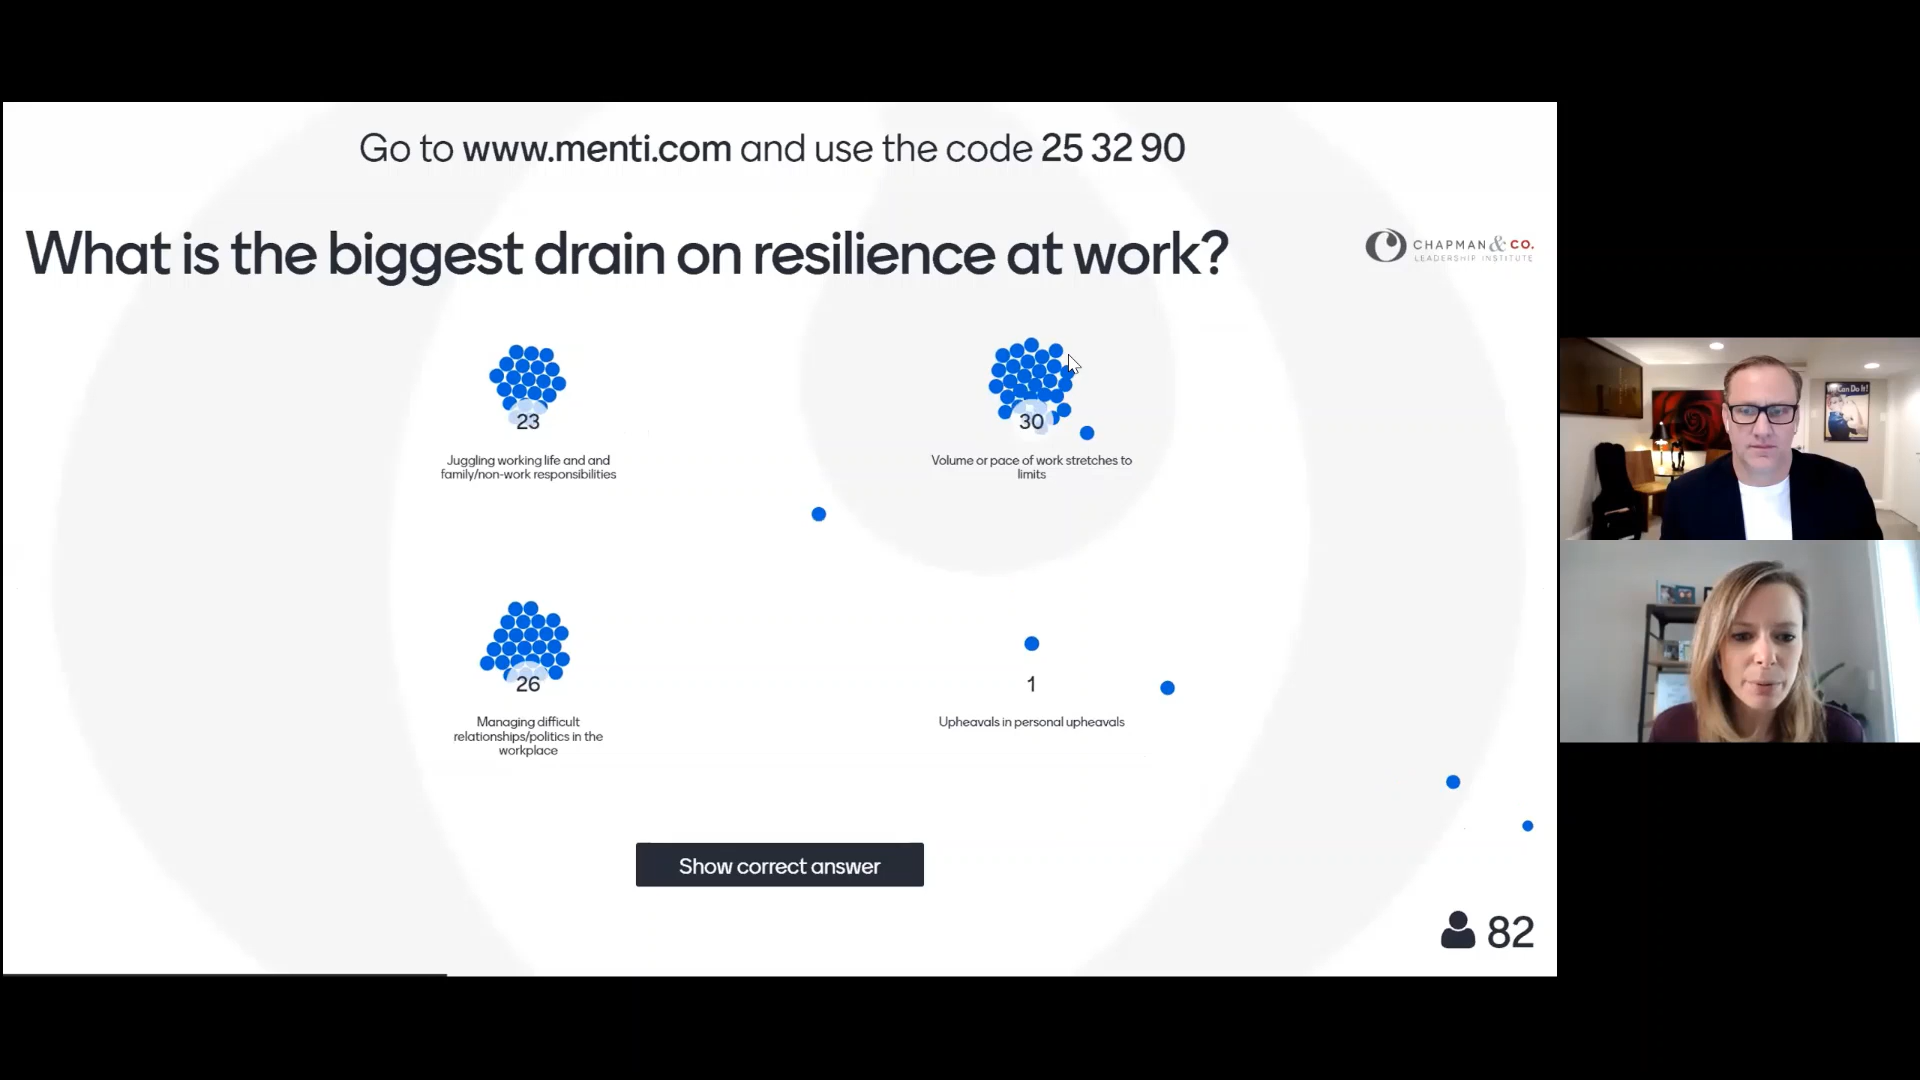 Go to www.menti.com and use the code 25 32 90
What is the biggest drain on resilience at work?
CHAPMAN & CO.
LEADERSHIP INSTITUTE
23
Juggling working life and and
family/non-work responsibilities
30
Volume or pace of work stretches to
limits
26
Managing difficult
relationships/politics in the
workplace
1
Upheavals in personal upheavals
Show correct answer
82
Can Do It!